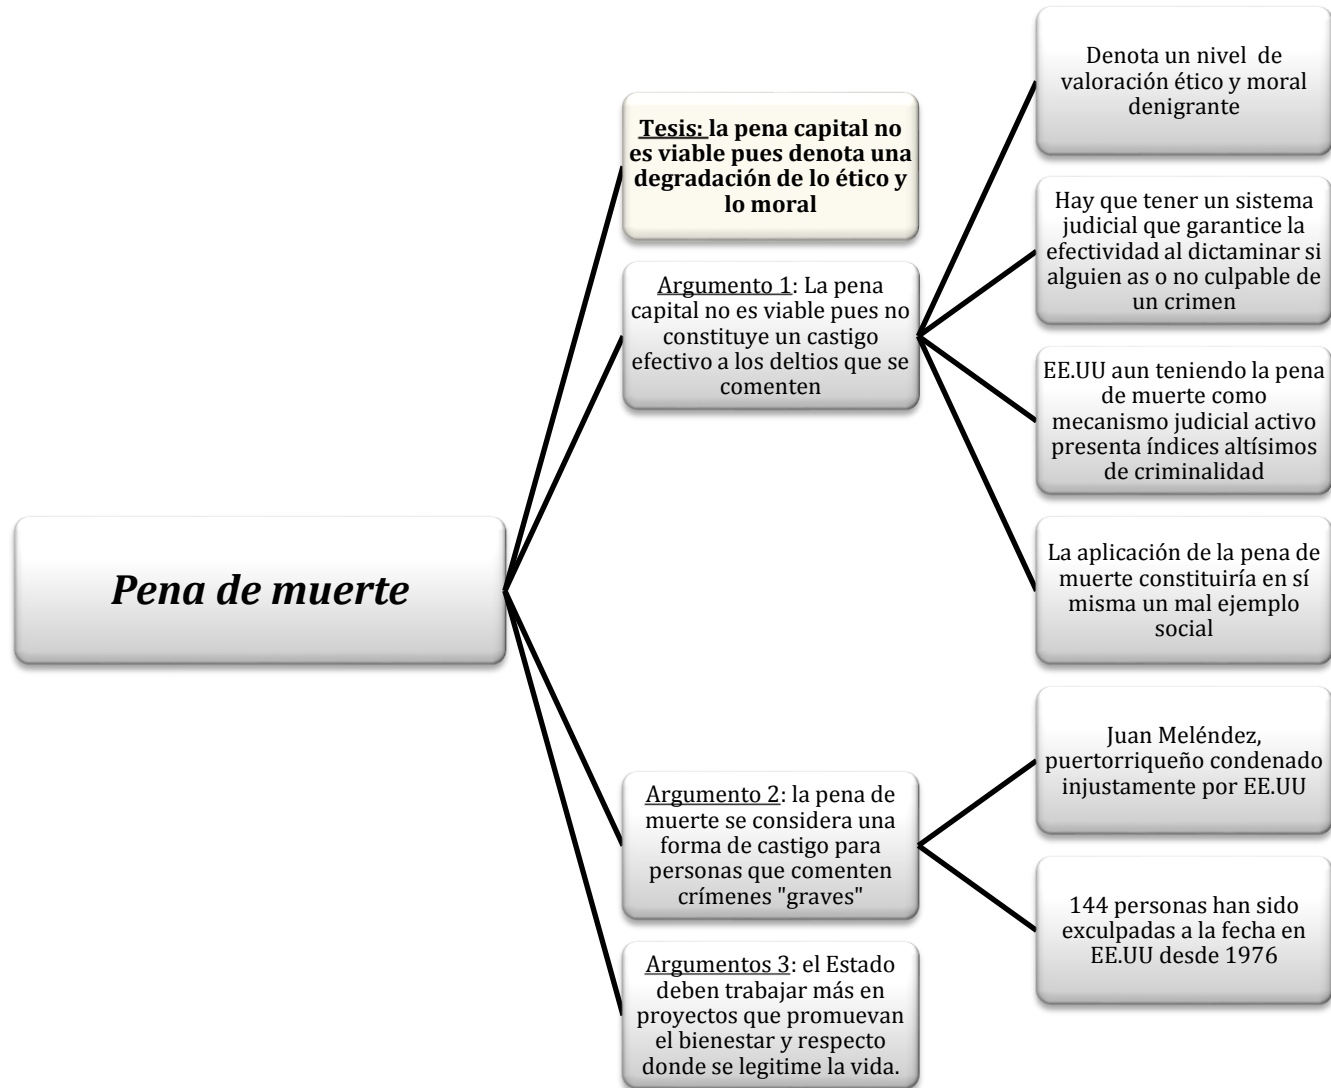 Pena de muerte
Tesis: la pena capital no
es viable pues denota una
degradación de lo ético y
lo moral
Argumento 1: La pena
capital no es viable pues no
constituye un castigo
efectivo a los deltios que se
comenten
Denota un nivel  de
valoración ético y moral
denigrante
Hay que tener un sistema
judicial que garantice la
efectividad al dictaminar si
alguien as o no culpable de
un crimen
EE.UU aun teniendo la pena
de muerte como
mecanismo judicial activo
presenta índices altísimos
de criminalidad
La aplicación de la pena de
muerte constituiría en sí
misma un mal ejemplo
social
Argumento 2: la pena de
muerte se considera una
forma de castigo para
personas que comenten
crímenes "graves"
Juan Meléndez,
puertorriqueño condenado
injustamente por EE.UU
144 personas han sido
exculpadas a la fecha en
EE.UU desde 1976
Argumentos 3: el Estado
deben trabajar más en
proyectos que promuevan
el bienestar y respecto
donde se legitime la vida.